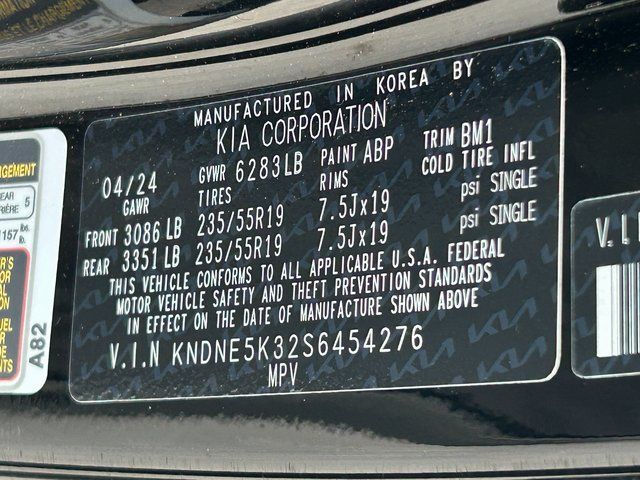 MANUFACTURED IN KOREA BY
KIA CORPORATION
04/24 GVWR 6283LB PAINT ABP TRIM BM1
GAWR TIRES RIMS COLD TIRE INFL
FRONT 3086 LB 235/55R19 7.5Jx19 psi SINGLE
REAR 3351 LB 235/55R19 7.5Jx19 psi SINGLE
THIS VEHICLE CONFORMS TO ALL APPLICABLE U.S.A. FEDERAL
MOTOR VEHICLE SAFETY AND THEFT PREVENTION STANDARDS
IN EFFECT ON THE DATE OF MANUFACTURE SHOWN ABOVE
V.I.N KNDNE5K32S6454276
MPV
5
A82
V.I